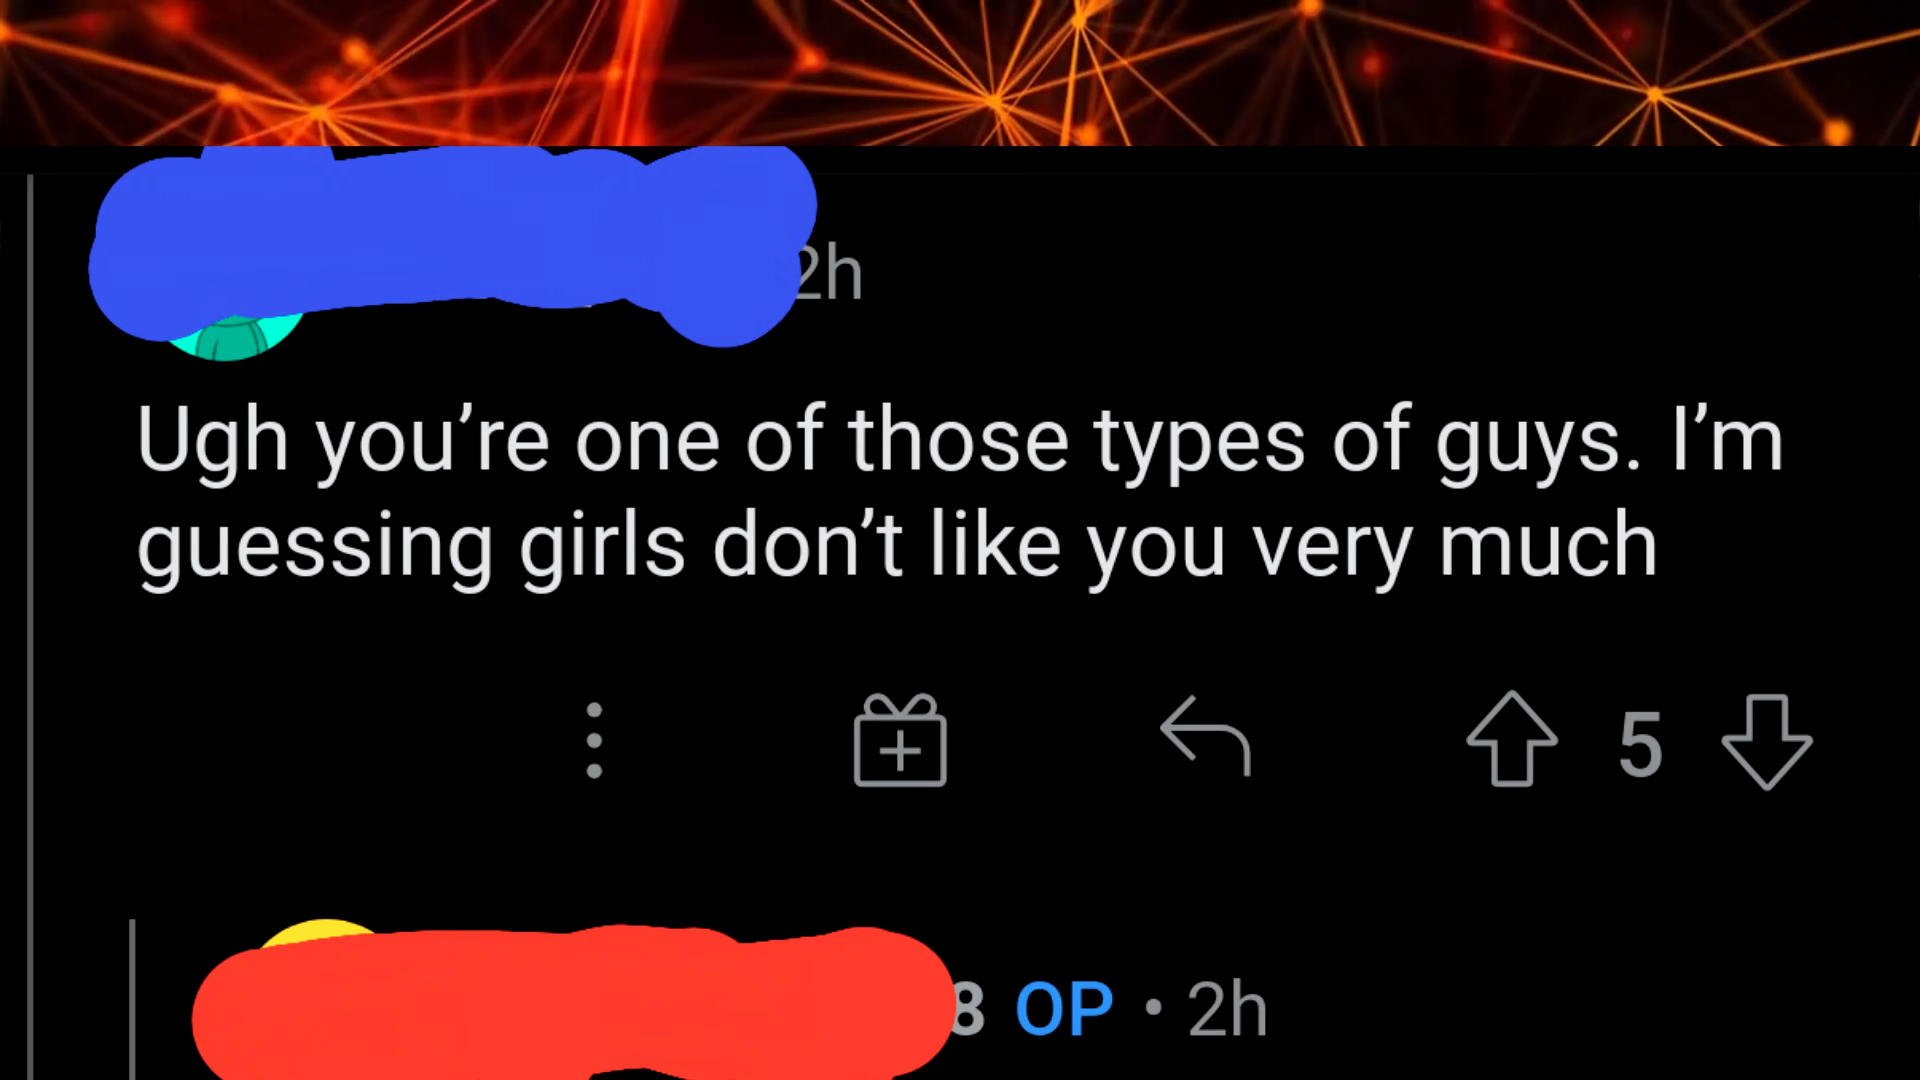 2h
Ugh you’re one of those types of guys. I’m
guessing girls don’t like you very much
5
8 OP • 2h